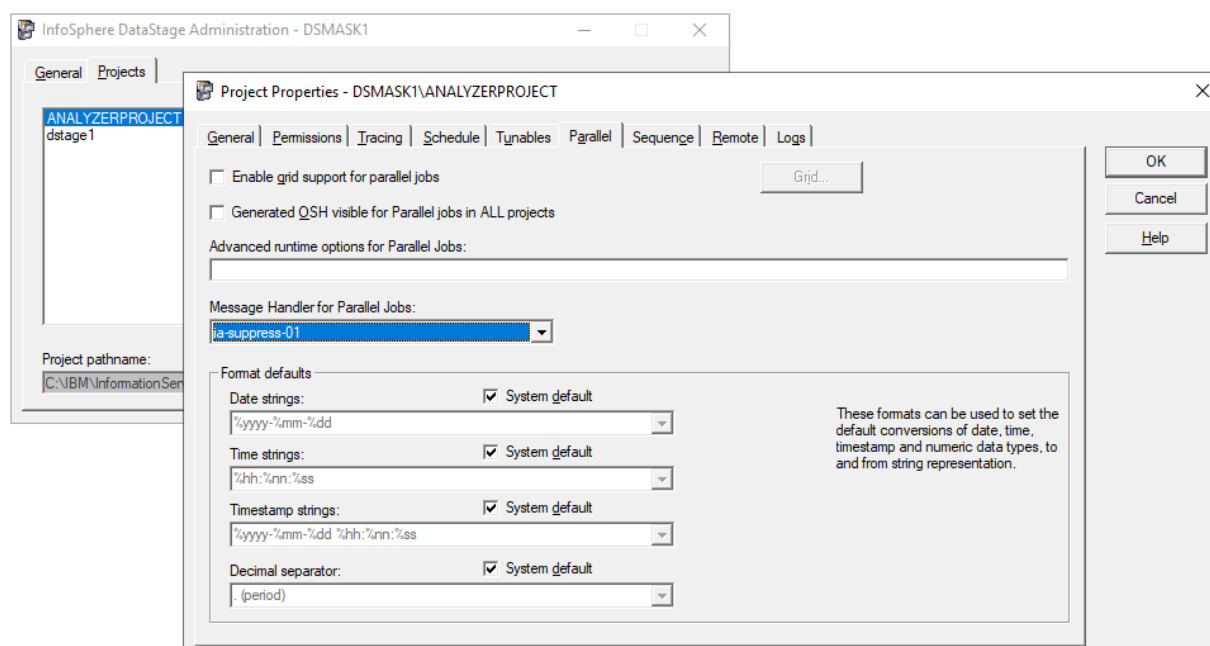 InfoSphere DataStage Administration - DSMASK1
General Projects
ANALYZERPROJECT
dstage1
Project pathname:
C:\IBM\InformationSer
Project Properties - DSMASK1\ANALYZERPROJECT
General Permissions Tracing Schedule Tunables Parallel Sequence Remote Logs
Enable grid support for parallel jobs
Grid...
Generated OSH visible for Parallel jobs in ALL projects
Advanced runtime options for Parallel Jobs:
Message Handler for Parallel Jobs:
ia-suppress-01
Format defaults
Date strings:
System default
%yyyy-%mm-%dd
Time strings:
System default
%hh:%nn:%ss
Timestamp strings:
System default
%yyyy-%mm-%dd %hh:%nn:%ss
Decimal separator:
System default
. (period)
These formats can be used to set the
default conversions of date, time,
timestamp and numeric data types, to
and from string representation.
OK
Cancel
Help